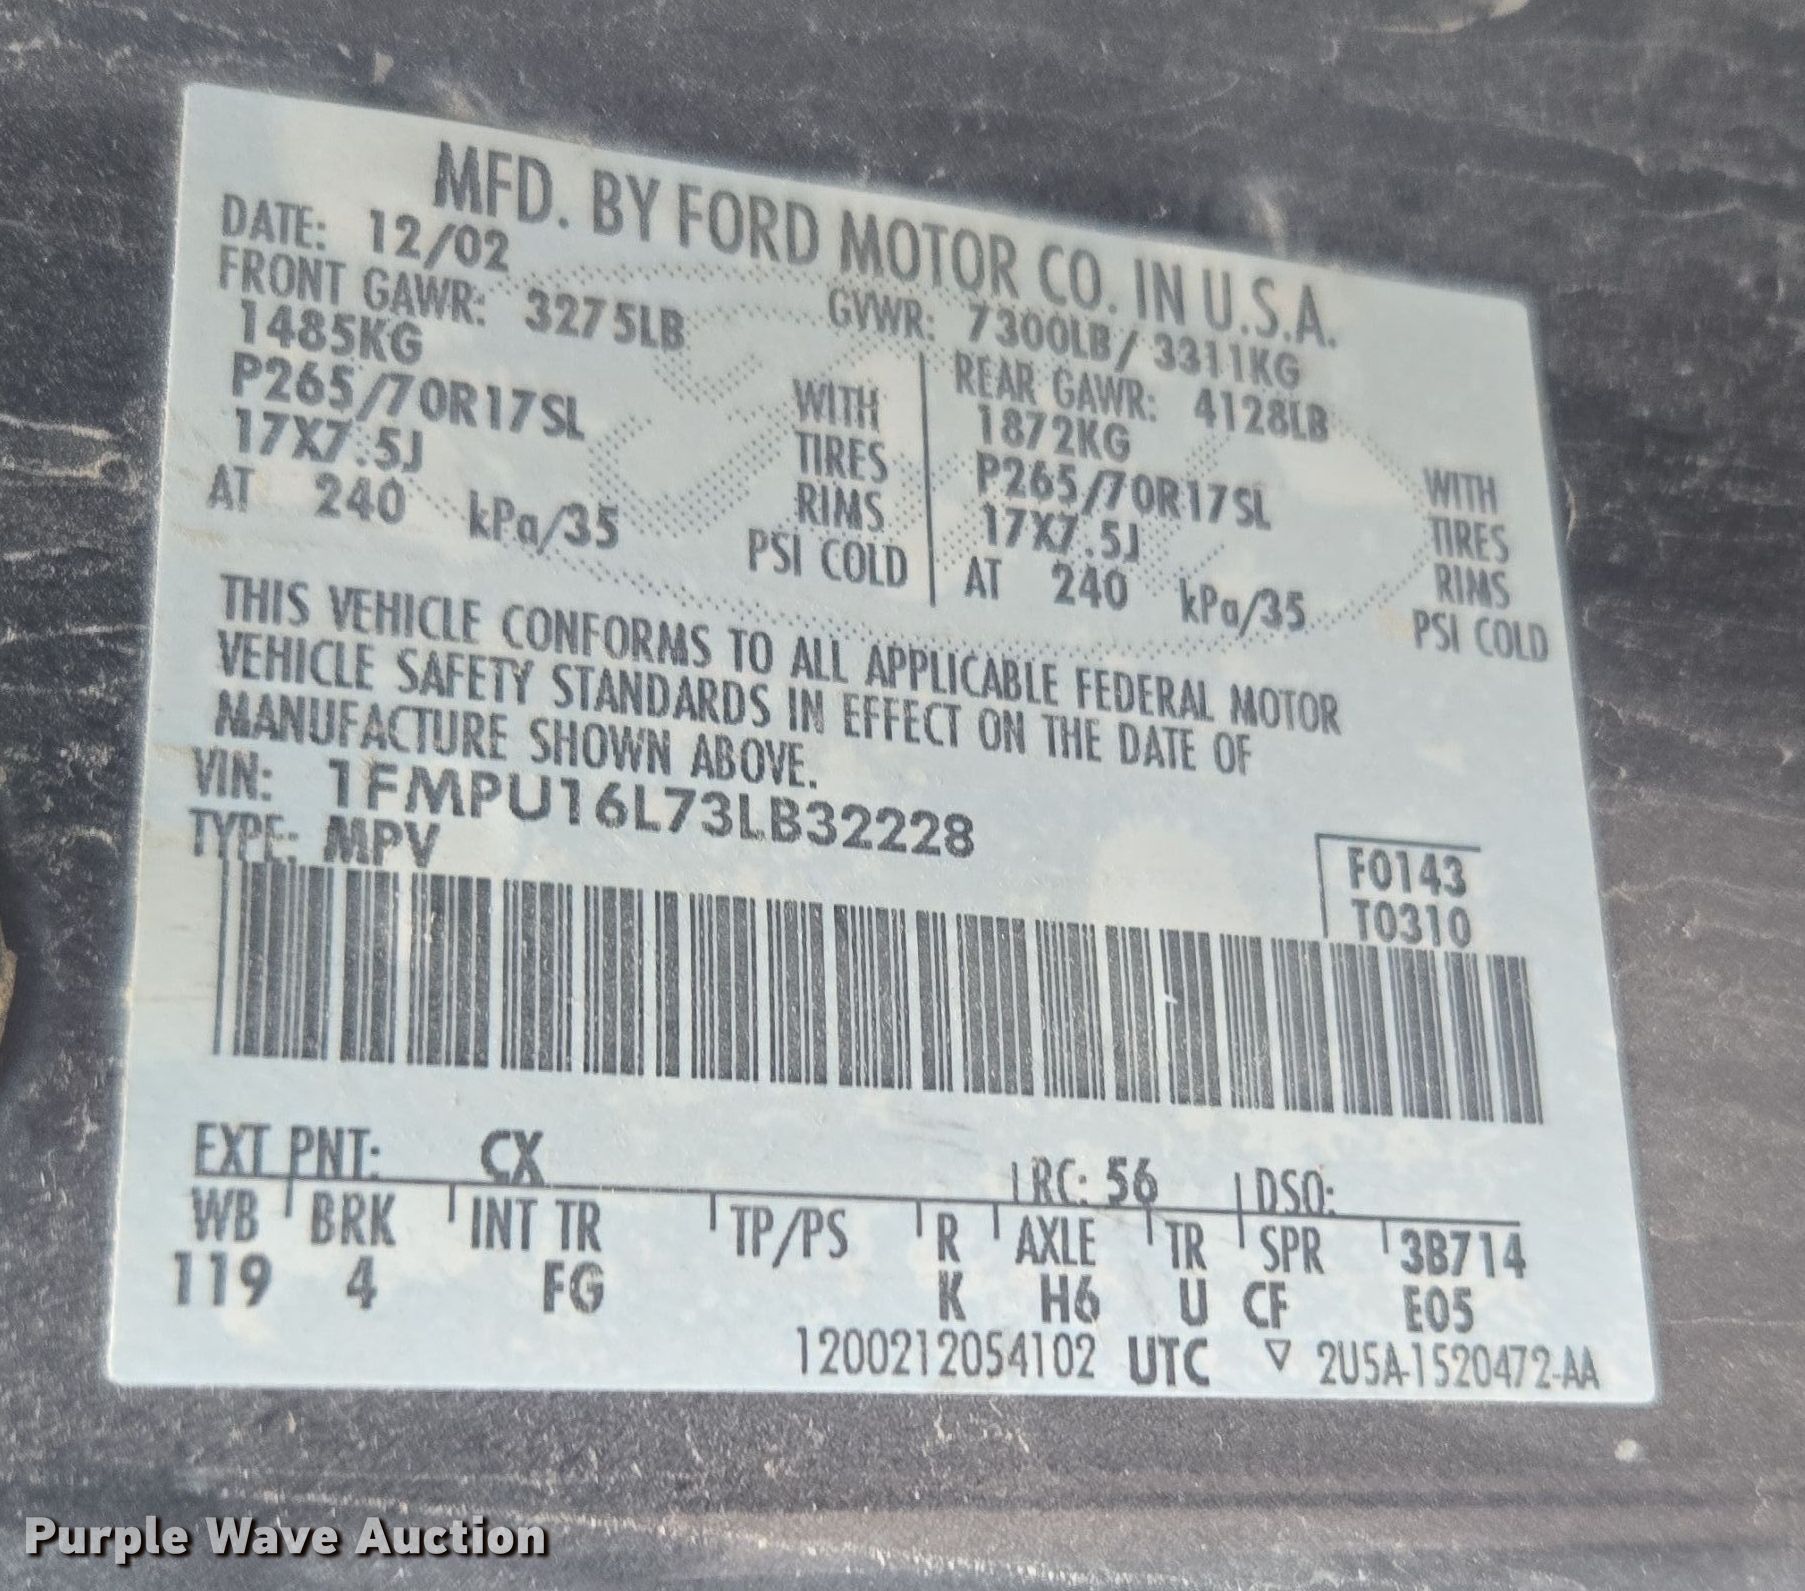 MFD. BY FORD MOTOR CO. IN U.S.A.
DATE: 12/02 GVWR: 7300LB/ 3311KG
FRONT GAWR: 3275LB REAR GAWR: 4128LB
1485KG WITH 1872KG WITH
P265/70R17SL TIRES P265/70R17SL TIRES
17X7.5J RIMS 17X7.5J RIMS
AT 240 kPa/35 PSI COLD AT 240 kPa/35 PSI COLD
THIS VEHICLE CONFORMS TO ALL APPLICABLE FEDERAL MOTOR
VEHICLE SAFETY STANDARDS IN EFFECT ON THE DATE OF
MANUFACTURE SHOWN ABOVE.
VIN: 1FMPU16L73LB32228
TYPE: MPV
F0143
T0310
EXT PNT: CX RC: 56 DSO:
WB BRK INT TR TP/PS R AXLE TR SPR 3B714
119 4 FG K H6 U CF E05
1200212054102 UTC ▽ 2U5A-1520472-AA
Purple Wave Auction